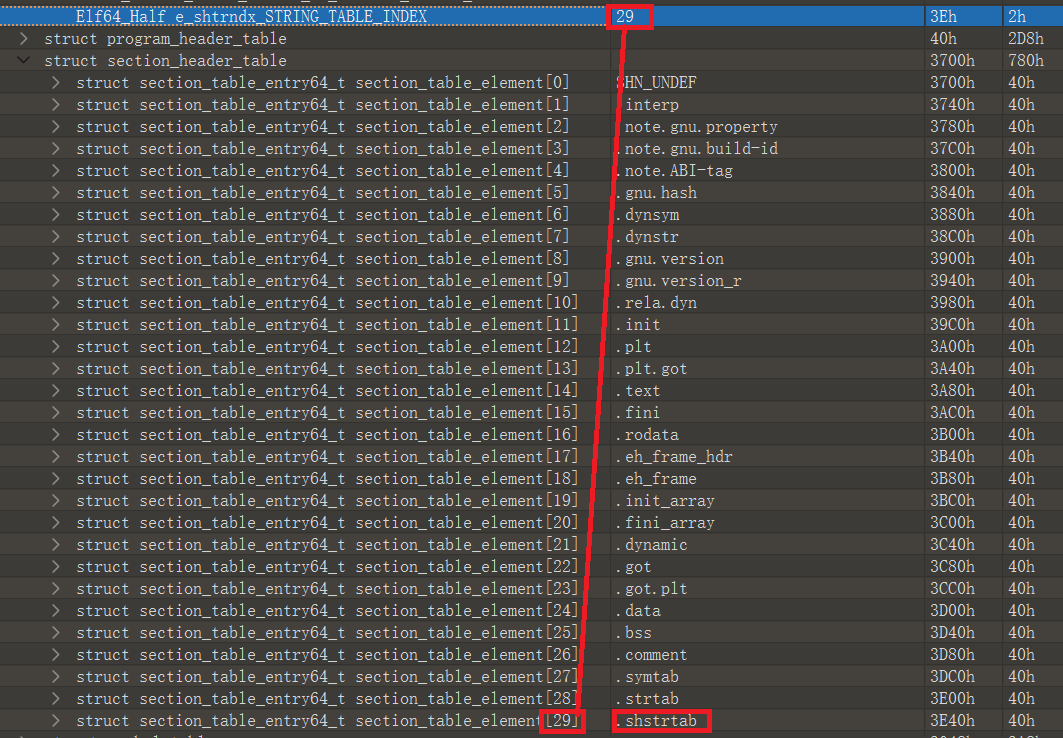 Elf64_Half e_shtrndx_STRING_TABLE_INDEX 29 3Eh 2h
struct program_header_table 40h 2D8h
struct section_header_table 3700h 780h
struct section_table_entry64_t section_table_element[0] SHN_UNDEF 3700h 40h
struct section_table_entry64_t section_table_element[1] .interp 3740h 40h
struct section_table_entry64_t section_table_element[2] .note.gnu.property 3780h 40h
struct section_table_entry64_t section_table_element[3] .note.gnu.build-id 37C0h 40h
struct section_table_entry64_t section_table_element[4] .note.ABI-tag 3800h 40h
struct section_table_entry64_t section_table_element[5] .gnu.hash 3840h 40h
struct section_table_entry64_t section_table_element[6] .dynsym 3880h 40h
struct section_table_entry64_t section_table_element[7] .dynstr 38C0h 40h
struct section_table_entry64_t section_table_element[8] .gnu.version 3900h 40h
struct section_table_entry64_t section_table_element[9] .gnu.version_r 3940h 40h
struct section_table_entry64_t section_table_element[10] .rela.dyn 3980h 40h
struct section_table_entry64_t section_table_element[11] .init 39C0h 40h
struct section_table_entry64_t section_table_element[12] .plt 3A00h 40h
struct section_table_entry64_t section_table_element[13] .plt.got 3A40h 40h
struct section_table_entry64_t section_table_element[14] .text 3A80h 40h
struct section_table_entry64_t section_table_element[15] .fini 3AC0h 40h
struct section_table_entry64_t section_table_element[16] .rodata 3B00h 40h
struct section_table_entry64_t section_table_element[17] .eh_frame_hdr 3B40h 40h
struct section_table_entry64_t section_table_element[18] .eh_frame 3B80h 40h
struct section_table_entry64_t section_table_element[19] .init_array 3BC0h 40h
struct section_table_entry64_t section_table_element[20] .fini_array 3C00h 40h
struct section_table_entry64_t section_table_element[21] .dynamic 3C40h 40h
struct section_table_entry64_t section_table_element[22] .got 3C80h 40h
struct section_table_entry64_t section_table_element[23] .got.plt 3CC0h 40h
struct section_table_entry64_t section_table_element[24] .data 3D00h 40h
struct section_table_entry64_t section_table_element[25] .bss 3D40h 40h
struct section_table_entry64_t section_table_element[26] .comment 3D80h 40h
struct section_table_entry64_t section_table_element[27] .symtab 3DC0h 40h
struct section_table_entry64_t section_table_element[28] .strtab 3E00h 40h
struct section_table_entry64_t section_table_element[29] .shstrtab 3E40h 40h